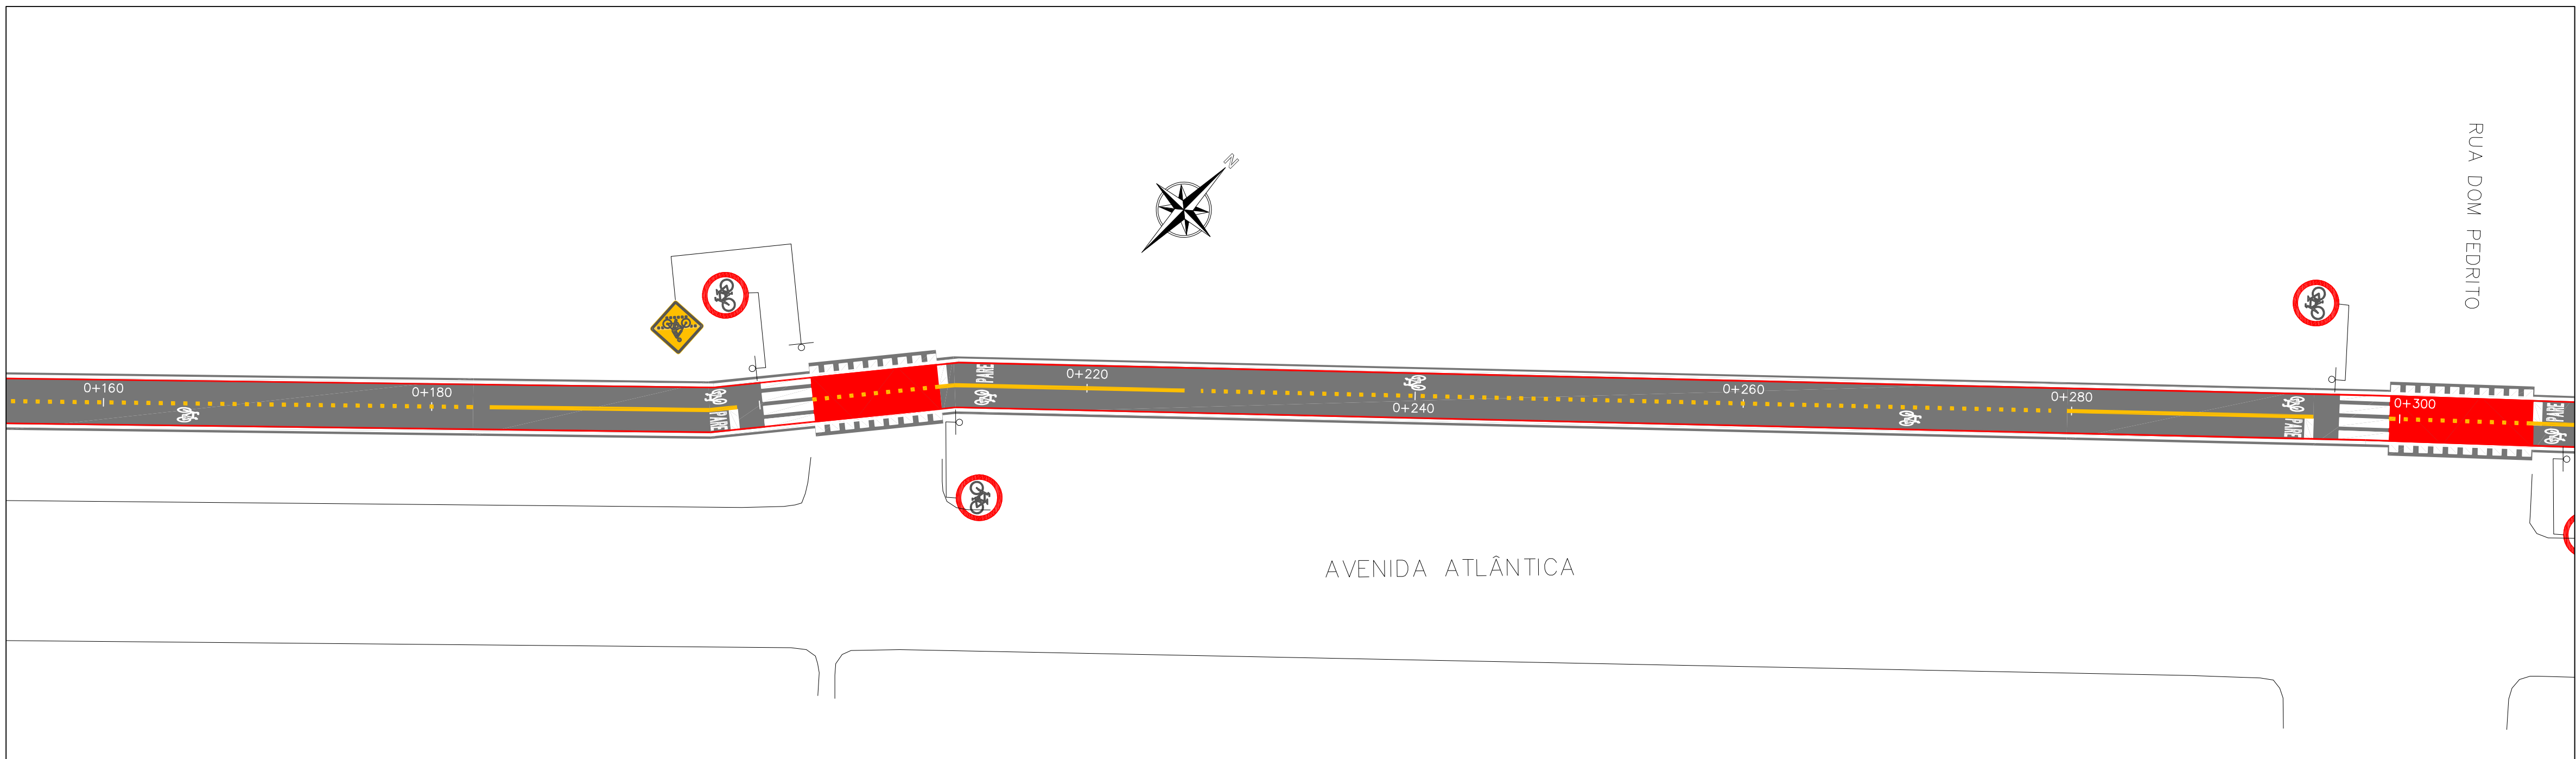 N
RUA DOM PEDRITO
0+160
0+180
PARE
PARE
0+220
0+240
0+260
0+280
PARE
0+300
PARE
AVENIDA ATLÂNTICA